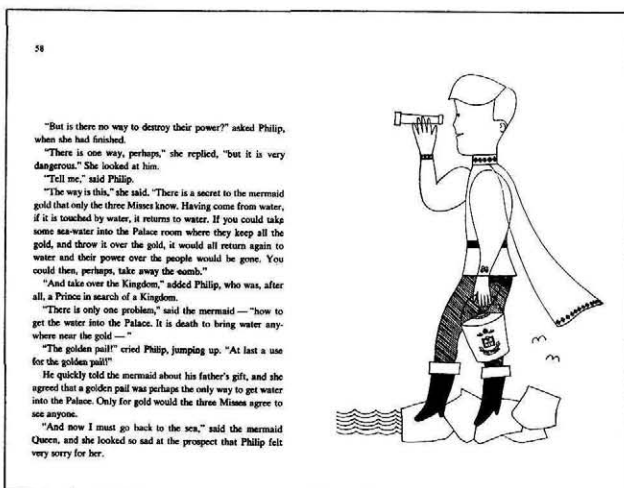 58
"But is there no way to destroy their power?" asked Philip,
when she had finished.
"There is one way, perhaps," she replied, "but it is very
dangerous." She looked at him.
"Tell me," said Philip.
"The way is this," she said. "There is a secret to the mermaid
gold that only the three Misses know. Having come from water,
if it is touched by water, it returns to water. If you could take
some sea-water into the Palace room where they keep all the
gold, and throw it over the gold, it would all return again to
water and their power over the people would be gone. You
could then, perhaps, take away the comb."
"And take over the Kingdom," added Philip, who was, after
all, a Prince in search of a Kingdom.
"There is only one problem," said the mermaid — "how to
get the water into the Palace. It is death to bring water any-
where near the gold — "
"The golden pail!" cried Philip, jumping up. "At last a use
for the golden pail!"
He quickly told the mermaid about his father's gift, and she
agreed that a golden pail was perhaps the only way to get water
into the Palace. Only for gold would the three Misses agree to
see anyone.
"And now I must go back to the sea," said the mermaid
Queen, and she looked so sad at the prospect that Philip felt
very sorry for her.